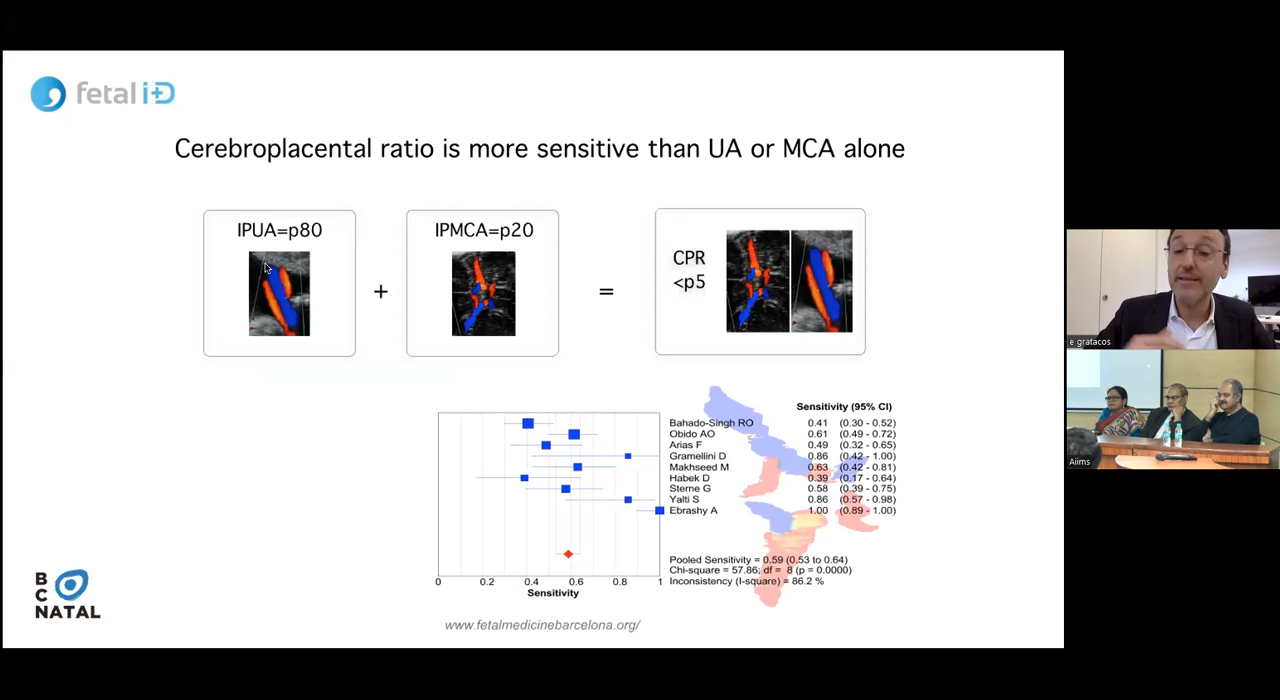 fetal i+D
Cerebroplacental ratio is more sensitive than UA or MCA alone
IPUA=p80
+
IPMCA=p20
=
CPR
<p5
Sensitivity (95% CI)
Bahado-Singh RO 0.41 (0.30 - 0.52)
Obido AO 0.61 (0.49 - 0.72)
Arias F 0.49 (0.32 - 0.65)
Gramellini D 0.86 (0.42 - 1.00)
Makhseed M 0.63 (0.42 - 0.81)
Habek D 0.39 (0.17 - 0.64)
Sterne G 0.58 (0.39 - 0.75)
Yalti S 0.86 (0.57 - 0.98)
Ebrashy A 1.00 (0.89 - 1.00)
Pooled Sensitivity = 0.59 (0.53 to 0.64)
Chi-square = 57.86; df = 8 (p = 0.0000)
Inconsistency (I-square) = 86.2 %
0 0.2 0.4 0.6 0.8 1
Sensitivity
www.fetalmedicinebarcelona.org/
B
C
NATAL
e gratacos
Aiims